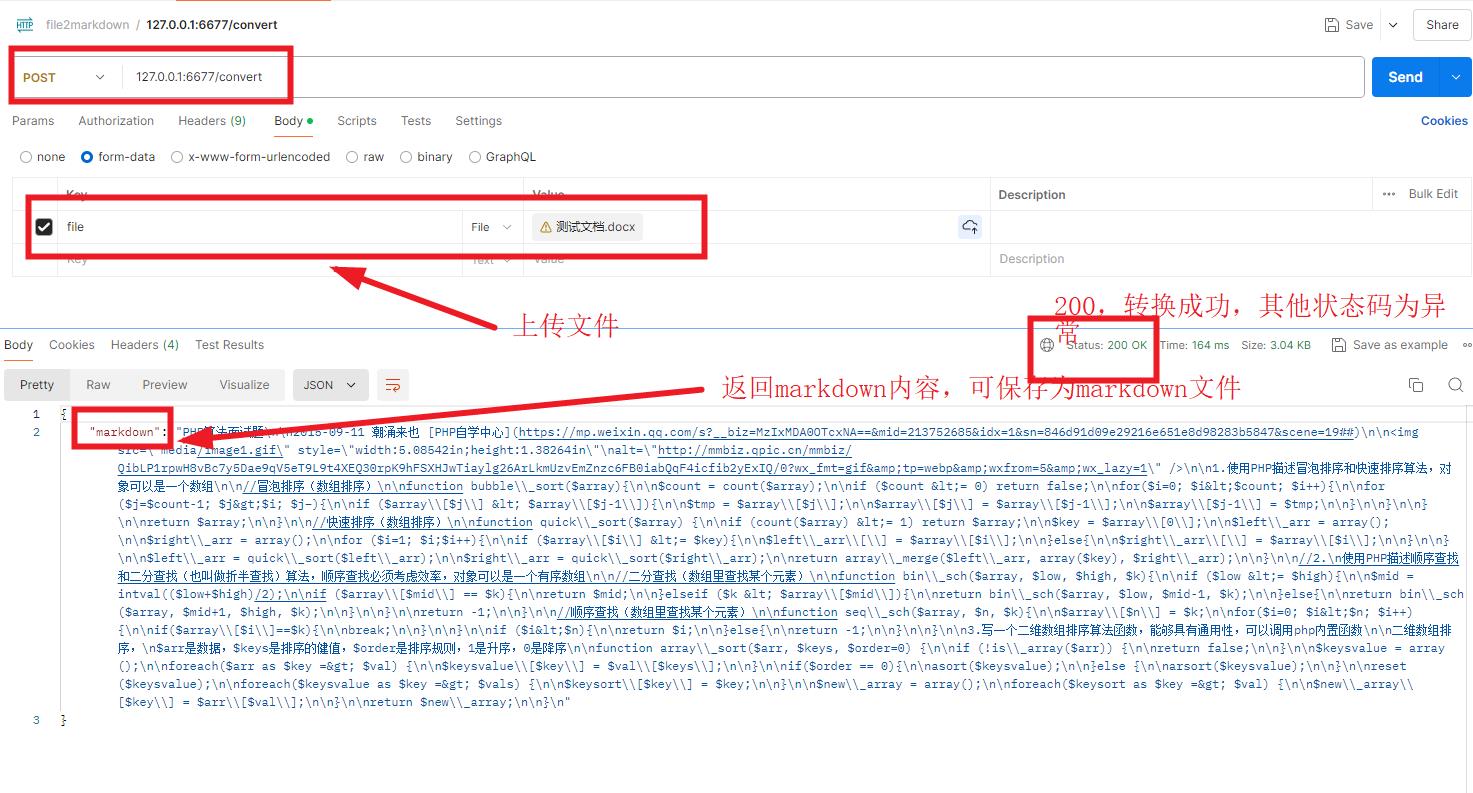 HTTP file2markdown / 127.0.0.1:6677/convert Save Share
POST 127.0.0.1:6677/convert Send
Params Authorization Headers (9) Body Scripts Tests Settings Cookies
none form-data x-www-form-urlencoded raw binary GraphQL
Key Value Description ••• Bulk Edit
file File 测试文档.docx
Key Text Value Description
上传文件
200, 转换成功, 其他状态码为异
常
Body Cookies Headers (4) Test Results Status: 200 OK Time: 164 ms Size: 3.04 KB Save as example
Pretty Raw Preview Visualize JSON
返回markdown内容, 可保存为markdown文件
1 {
2 "markdown": "PHP算法面试题\n\n2015-09-11 潮涌来也 [PHP自学中心](https://mp.weixin.qq.com/s?__biz=MzIxMDA0OTcxNA==&mid=213752685&idx=1&sn=846d91d09e29216e651e8d98283b5847&scene=19##)\n\n<img
src=\"media/image1.gif\" style=\"width:5.08542in;height:1.38264in\"\nalt=\"http://mmbiz.qpic.cn/mmbiz/
QibLP1rpwH8vBc7y5Dae9qV5eT9L9t4XEQ30rpK9hFSXHJwTiaylg26ArLkmUzvEmZnzc6FB0iabQqF4icfib2yExIQ/0?wx_fmt=gif&amp;tp=webp&amp;wxfrom=5&amp;wx_lazy=1\" />\n\n1.使用PHP描述冒泡排序和快速排序算法，对
象可以是一个数组\n\n//冒泡排序（数组排序）\n\nfunction bubble\\_sort($array){\n\n$count = count($array);\n\nif ($count &lt;= 0) return false;\n\nfor($i=0; $i&lt;$count; $i++){\n\nfor
($j=$count-1; $j&gt;$i; $j-){\n\nif ($array\\[$j\\] &lt; $array\\[$j-1\\]){\n\n$tmp = $array\\[$j\\];\n\n$array\\[$j\\] = $array\\[$j-1\\];\n\n$array\\[$j-1\\] = $tmp;\n\n}\n\n}\n\n}
\n\nreturn $array;\n\n}\n\n//快速排序（数组排序）\n\nfunction quick\\_sort($array) {\n\nif (count($array) &lt;= 1) return $array;\n\n$key = $array\\[0\\];\n\n$left\\_arr = array();
\n\n$right\\_arr = array();\n\nfor ($i=1; $i;$i++){\n\nif ($array\\[$i\\] &lt;= $key){\n\n$left\\_arr\\[\\] = $array\\[$i\\];\n\n}else{\n\n$right\\_arr\\[\\] = $array\\[$i\\];\n\n}\n\n}
\n\n$left\\_arr = quick\\_sort($left\\_arr);\n\n$right\\_arr = quick\\_sort($right\\_arr);\n\nreturn array\\_merge($left\\_arr, array($key), $right\\_arr);\n\n}\n\n//2.\n使用PHP描述顺序查找
和二分查找（也叫做折半查找）算法，顺序查找必须考虑效率，对象可以是一个有序数组\n\n//二分查找（数组里查找某个元素）\n\nfunction bin\\_sch($array, $low, $high, $k){\n\nif ($low &lt;= $high){\n\n$mid =
intval(($low+$high)/2);\n\nif ($array\\[$mid\\] == $k){\n\nreturn $mid;\n\n}elseif ($k &lt; $array\\[$mid\\]){\n\nreturn bin\\_sch($array, $low, $mid-1, $k);\n\n}else{\n\nreturn bin\\_sch
($array, $mid+1, $high, $k);\n\n}\n\n}\n\nreturn -1;\n\n}\n\n//顺序查找（数组里查找某个元素）\n\nfunction seq\\_sch($array, $n, $k){\n\n$array\\[$n\\] = $k;\n\nfor($i=0; $i&lt;$n; $i++)
{\n\nif($array\\[$i\\]==$k){\n\nbreak;\n\n}\n\n}\n\nif ($i&lt;$n){\n\nreturn $i;\n\n}else{\n\nreturn -1;\n\n}\n\n}\n\n3.写一个二维数组排序算法函数，能够具有通用性，可以调用php内置函数\n\n二维数组排
序，\n$arr是数据，$keys是排序的健值，$order是排序规则，1是升序，0是降序\n\nfunction array\\_sort($arr, $keys, $order=0) {\n\nif (!is\\_array($arr)) {\n\nreturn false;\n\n}\n\n$keysvalue = array
();\n\nforeach($arr as $key =&gt; $val) {\n\n$keysvalue\\[$key\\] = $val\\[$keys\\];\n\n}\n\nif($order == 0){\n\nasort($keysvalue);\n\n}else {\n\narsort($keysvalue);\n\n}\n\nreset
($keysvalue);\n\nforeach($keysvalue as $key =&gt; $vals) {\n\n$keysort\\[$key\\] = $key;\n\n}\n\n$new\\_array = array();\n\nforeach($keysort as $key =&gt; $val) {\n\n$new\\_array\\
[$key\\] = $arr\\[$val\\];\n\n}\n\nreturn $new\\_array;\n\n}\n"
3 }